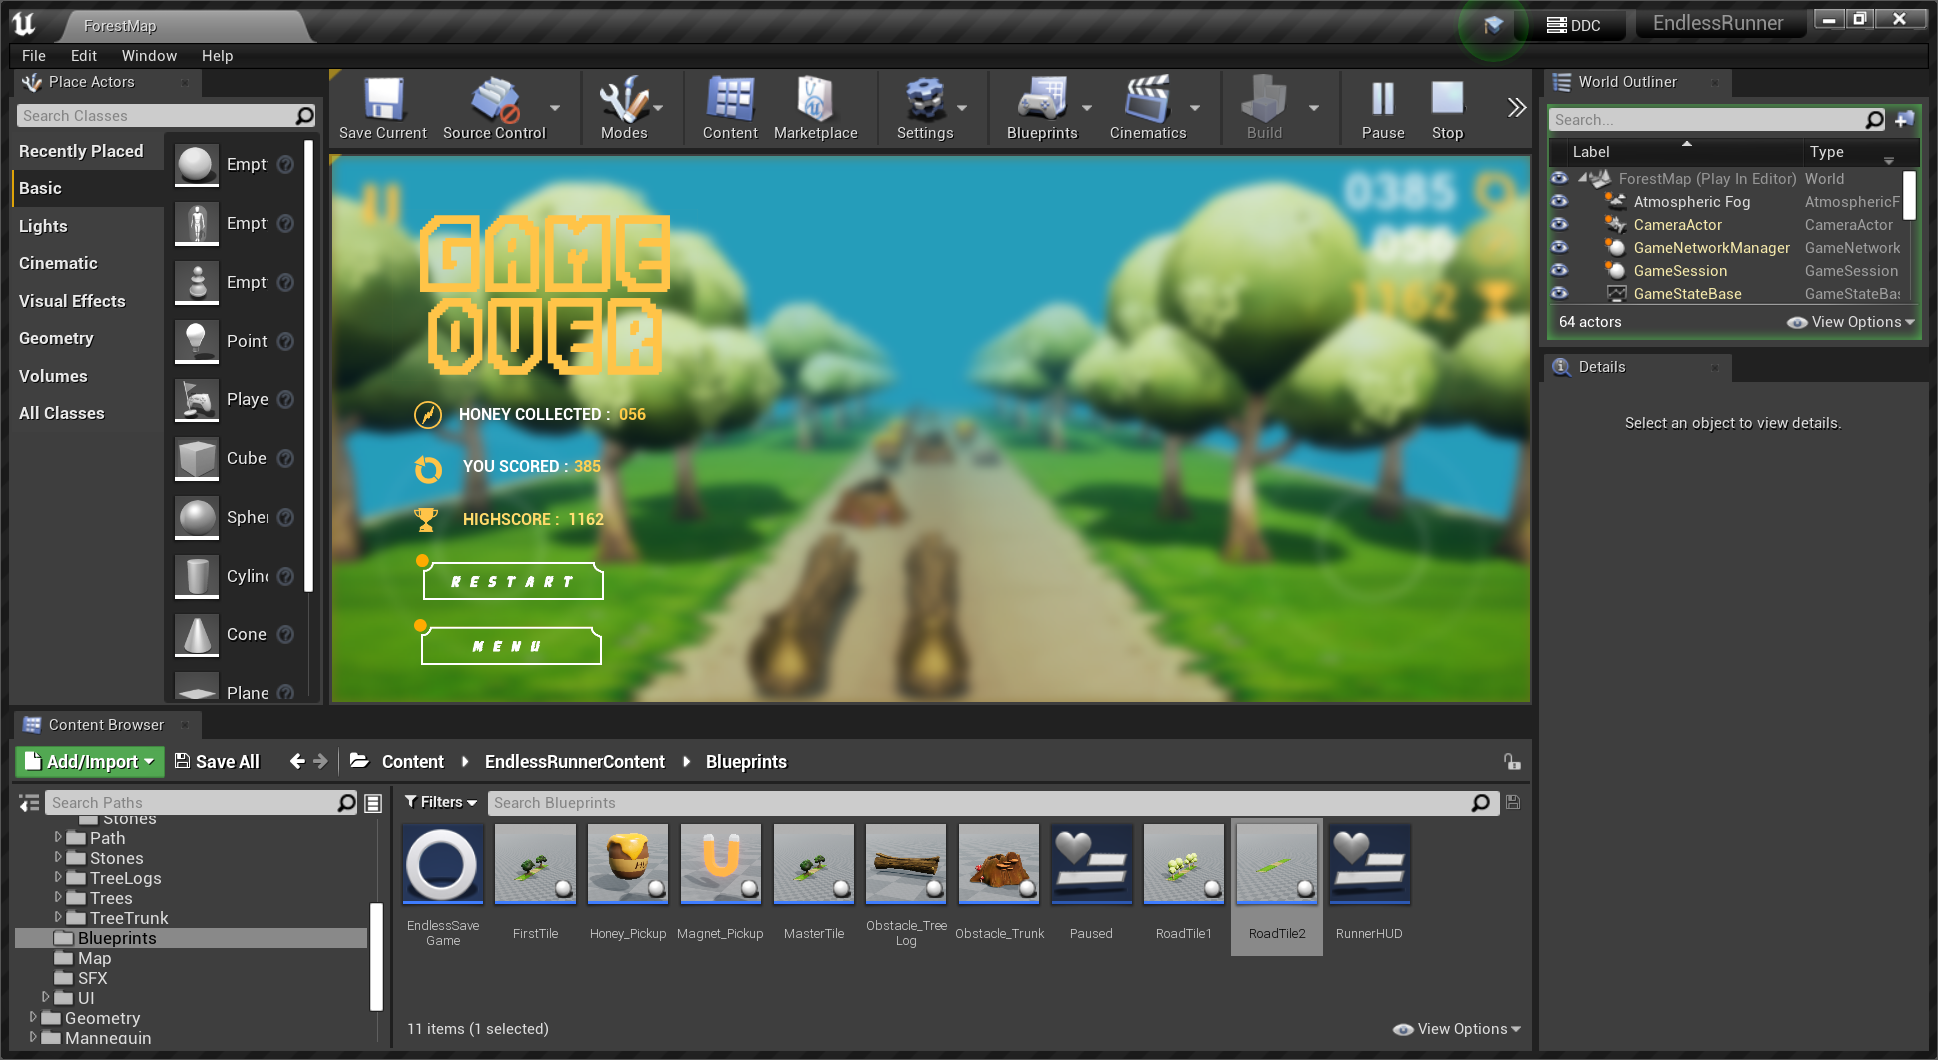 ForestMap
DDC
EndlessRunner
File Edit Window Help
Place Actors
Search Classes
Recently Placed
Basic
Lights
Cinematic
Visual Effects
Geometry
Volumes
All Classes
Empt
Empt
Empt
Point
Playe
Cube
Spher
Cylind
Cone
Plane
Save Current
Source Control
Modes
Content
Marketplace
Settings
Blueprints
Cinematics
Build
Pause
Stop
0385
056
1162
GAME
OVER
HONEY COLLECTED : 056
YOU SCORED : 385
HIGHSCORE : 1162
RESTART
MENU
World Outliner
Search...
Label Type
ForestMap (Play In Editor) World
Atmospheric Fog AtmosphericF
CameraActor CameraActor
GameNetworkManager GameNetwork
GameSession GameSession
GameStateBase GameStateBas
64 actors
View Options
Details
Select an object to view details.
Content Browser
Add/Import
Save All
Content
EndlessRunnerContent
Blueprints
Search Paths
Stones
Path
Stones
TreeLogs
Trees
TreeTrunk
Blueprints
Map
SFX
UI
Geometry
Mannequin
Filters
Search Blueprints
EndlessSave
Game
FirstTile
Honey_Pickup
Magnet_Pickup
MasterTile
Obstacle_Tree
Log
Obstacle_Trunk
Paused
RoadTile1
RoadTile2
RunnerHUD
11 items (1 selected)
View Options